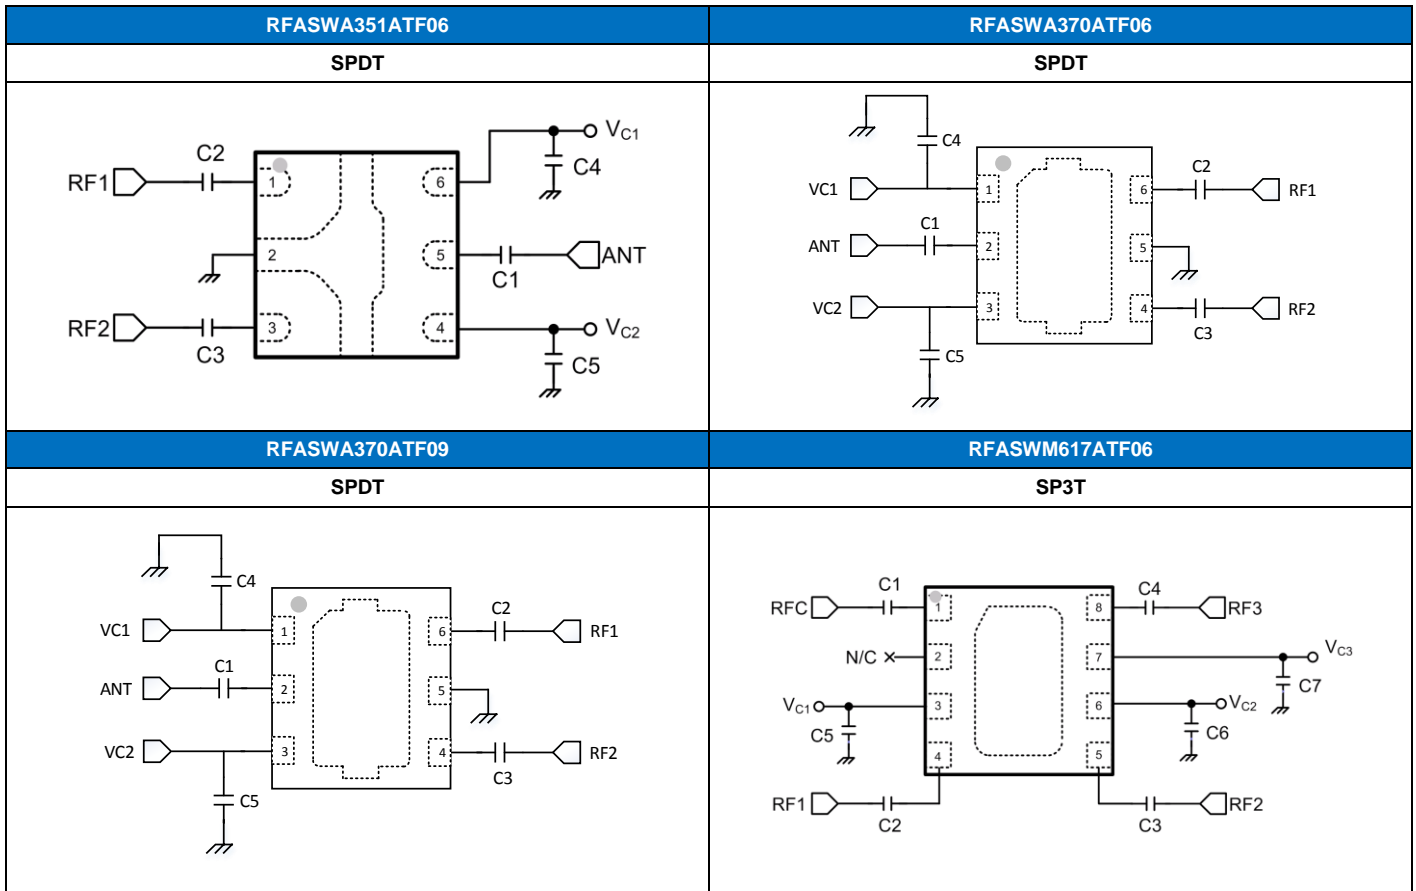 RFASWA351ATF06
RFASWA370ATF06
SPDT
SPDT
RF1
C2
1
2
RF2
C3
3
6
VC1
C4
5
C1
ANT
4
VC2
C5
C4
VC1
1
ANT
C1
2
VC2
3
C5
6
C2
RF1
5
4
C3
RF2
RFASWA370ATF09
RFASWM617ATF06
SPDT
SP3T
C4
VC1
1
ANT
C1
2
VC2
3
C5
6
C2
RF1
5
4
C3
RF2
RFC
C1
1
N/C
2
VC1
C5
3
4
RF1
C2
8
C4
RF3
7
VC3
C7
6
VC2
C6
5
C3
RF2